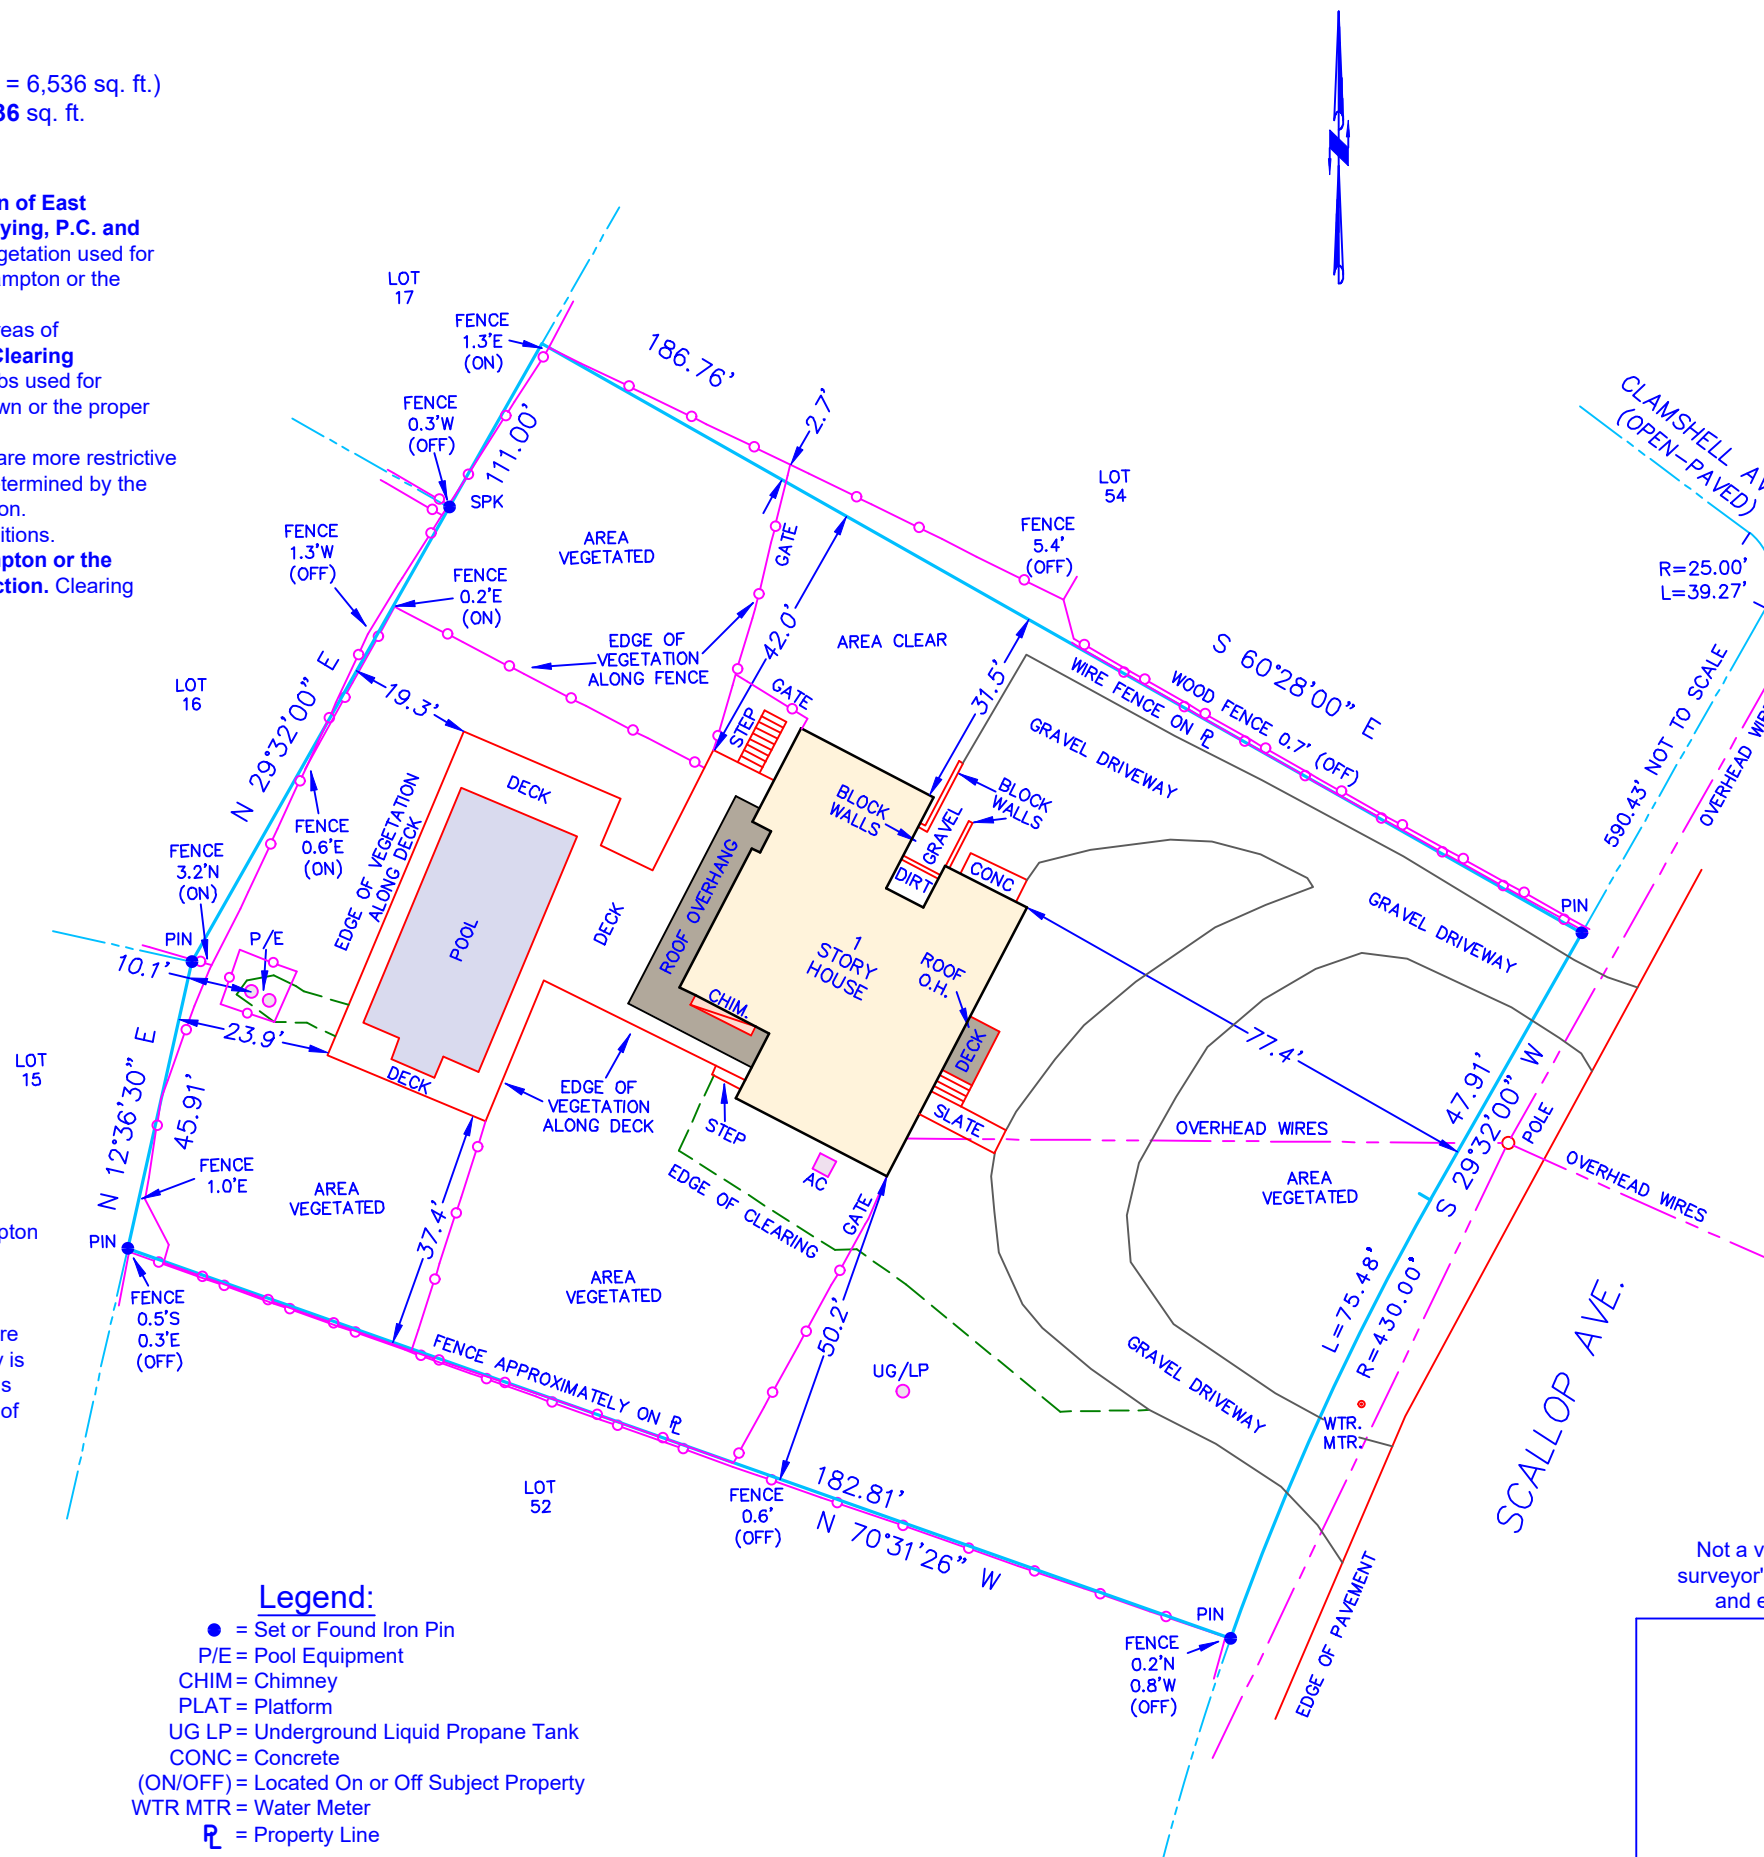 = 6,536 sq. ft.)
36 sq. ft.
n of East
ying, P.C. and
getation used for
ampton or the
reas of
Clearing
bs used for
wn or the proper
are more restrictive
termined by the
on.
litions.
mpton or the
ction. Clearing
N
LOT
17
FENCE
1.3'E
(ON)
186.76'
FENCE
0.3'W
(OFF)
111.00'
2.7'
SPK
LOT
54
CLAMSHELL AV
(OPEN-PAVED)
R=25.00'
L=39.27'
FENCE
5.4'
(OFF)
FENCE
1.3'W
(OFF)
AREA
VEGETATED
GATE
FENCE
0.2'E
(ON)
42.0'
EDGE OF
VEGETATION
ALONG FENCE
AREA CLEAR
31.5'
S 60°28'00" E
WIRE FENCE ON PL
WOOD FENCE 0.7' (OFF)
590.43' NOT TO SCALE
OVERHEAD WIR
LOT
16
N 29°32'00" E
19.3'
GATE
STEP
GRAVEL DRIVEWAY
DECK
BLOCK
WALLS
BLOCK
WALLS
GRAVEL
DIRT
CONC
FENCE
0.6'E
(ON)
EDGE OF VEGETATION
ALONG DECK
FENCE
3.2'N
(ON)
ROOF OVERHANG
GRAVEL DRIVEWAY
PIN
PIN
P/E
10.1'
POOL
DECK
1
STORY
HOUSE
ROOF
O.H.
CHIM.
77.4'
DECK
23.9'
DECK
LOT
15
N 12°36'30" E
45.91'
EDGE OF
VEGETATION
ALONG DECK
STEP
SLATE
OVERHEAD WIRES
47.91'
S 29°32'00" W
POLE
OVERHEAD WIRES
FENCE
1.0'E
AREA
VEGETATED
AC
EDGE OF CLEARING
GATE
AREA
VEGETATED
37.4'
PIN
AREA
VEGETATED
50.2'
L=75.48'
R=430.00'
FENCE
0.5'S
0.3'E
(OFF)
FENCE APPROXIMATELY ON PL
UG/LP
GRAVEL DRIVEWAY
WTR.
MTR.
SCALLOP AVE.
pton
re
y is
s
of
LOT
52
FENCE
0.6'
(OFF)
182.81'
N 70°31'26" W
PIN
FENCE
0.2'N
0.8'W
(OFF)
EDGE OF PAVEMENT
Not a v
surveyor'
and e
Legend:
= Set or Found Iron Pin
P/E = Pool Equipment
CHIM = Chimney
PLAT = Platform
UG LP = Underground Liquid Propane Tank
CONC = Concrete
(ON/OFF) = Located On or Off Subject Property
WTR MTR = Water Meter
PL = Property Line